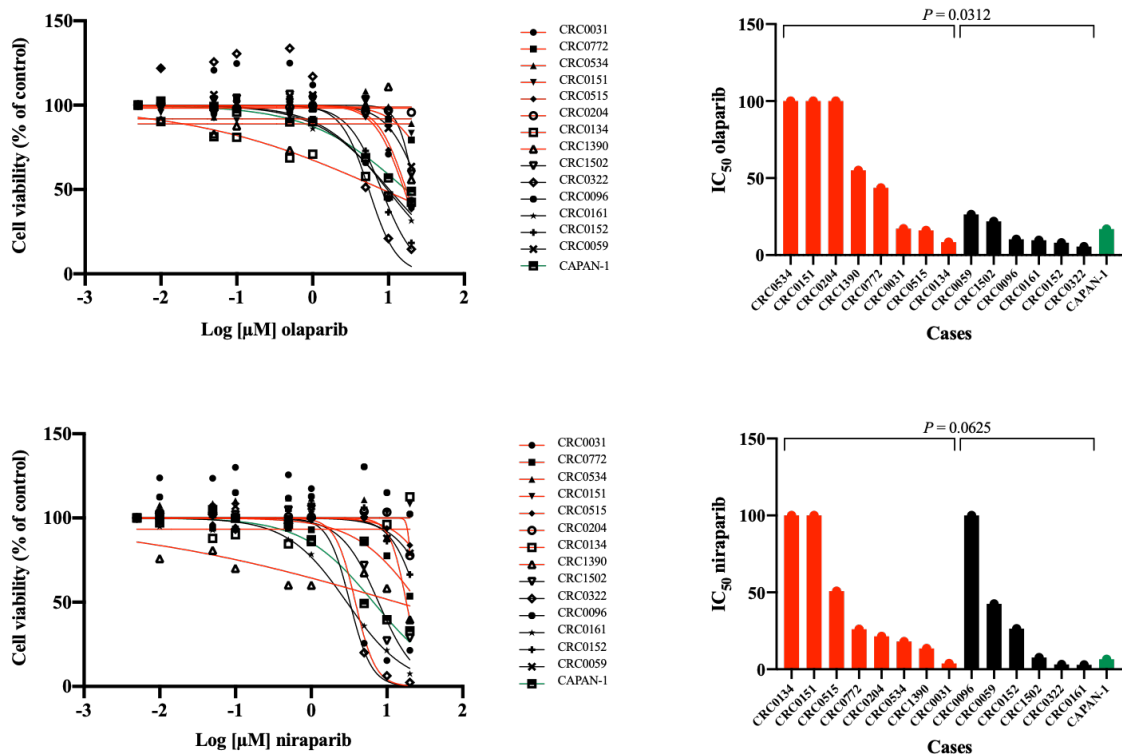 150
100
50
0
-3
-2
-1
0
1
2
Cell viability (% of control)
Log [µM] olaparib
CRC0031
CRC0772
CRC0534
CRC0151
CRC0515
CRC0204
CRC0134
CRC1390
CRC1502
CRC0322
CRC0096
CRC0161
CRC0152
CRC0059
CAPAN-1
P = 0.0312
150
100
50
0
IC50 olaparib
CRC0534
CRC0151
CRC0204
CRC1390
CRC0772
CRC0031
CRC0515
CRC0134
CRC0059
CRC1502
CRC0096
CRC0161
CRC0152
CRC0322
CAPAN-1
Cases
150
100
50
0
-3
-2
-1
0
1
2
Cell viability (% of control)
Log [µM] niraparib
CRC0031
CRC0772
CRC0534
CRC0151
CRC0515
CRC0204
CRC0134
CRC1390
CRC1502
CRC0322
CRC0096
CRC0161
CRC0152
CRC0059
CAPAN-1
P = 0.0625
150
100
50
0
IC50 niraparib
CRC0134
CRC0151
CRC0515
CRC0772
CRC0204
CRC0534
CRC1390
CRC0031
CRC0096
CRC0059
CRC0152
CRC1502
CRC0322
CRC0161
CAPAN-1
Cases